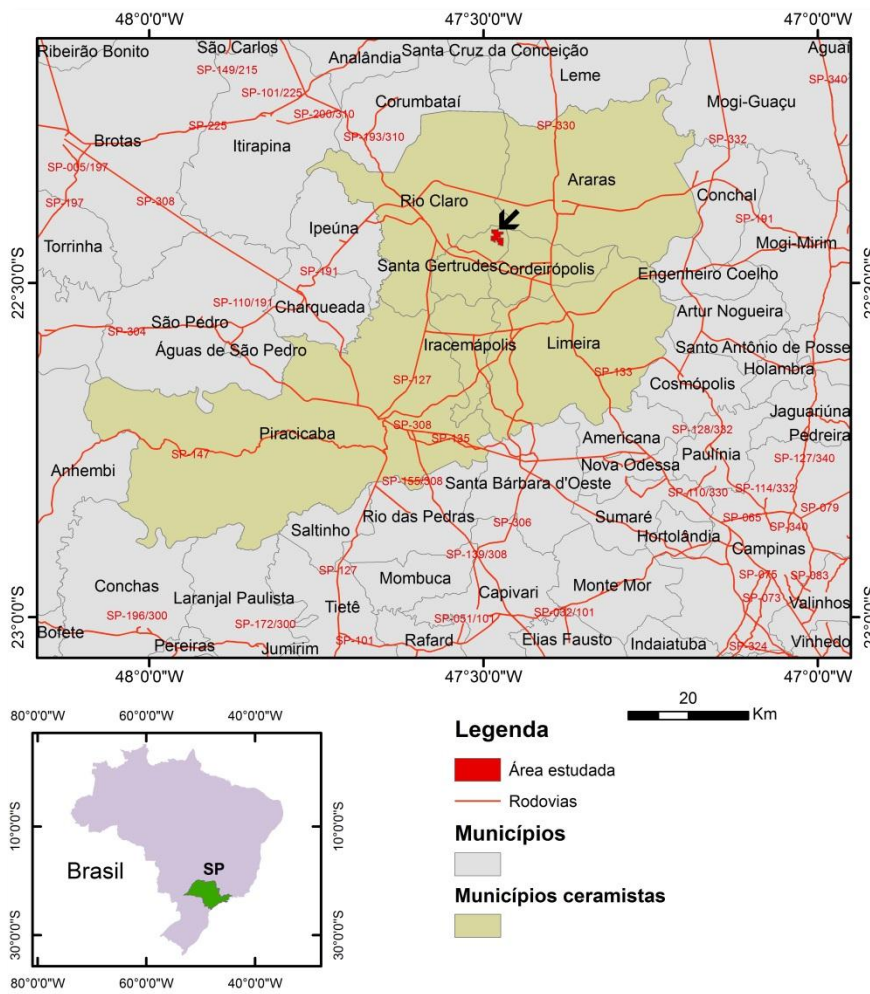 48°0'0"W 47°30'0"W 47°0'0"W
Ribeirão Bonito
São Carlos
Santa Cruz da Conceição
Aguaí
SP-149/215
Analândia
Leme
SP-340
SP-101/225
Corumbataí
Mogi-Guaçu
SP-200/310
SP-225
SP-330
Brotas
SP-193/310
SP-332
Itirapina
SP-005/197
Araras
SP-197
SP-308
Rio Claro
Conchal
Ipeúna
SP-191
Torrinha
Mogi-Mirim
Santa Gertrudes
Cordeirópolis
SP-191
Engenheiro Coelho
22°30'0"S
22°30'0"S
SP-110/191
Charqueada
São Pedro
Artur Nogueira
SP-304
Iracemápolis
Limeira
Águas de São Pedro
Santo Antônio de Posse
SP-127
SP-133
Holambra
Cosmópolis
Jaguariúna
SP-308
Piracicaba
SP-135
Americana
SP-128/332
Pedreira
SP-147
Anhembi
Nova Odessa
Paulínia
SP-127/340
SP-155/308
Santa Bárbara d'Oeste
SP-110/330
SP-114/332
SP-079
Rio das Pedras
SP-306
Sumaré
SP-065
SP-340
Saltinho
Hortolândia
Campinas
SP-139/308
SP-127
Mombuca
Monte Mor
SP-075
SP-083
Conchas
Laranjal Paulista
Tietê
Capivari
SP-073
Valinhos
23°0'0"S
SP-196/300
SP-172/300
SP-051/101
SP-032/101
23°0'0"S
Bofete
Pereiras
Jumirim
SP-101
Rafard
Elias Fausto
Indaiatuba
SP-324
Vinhedo
48°0'0"W 47°30'0"W 47°0'0"W
80°0'0"W 60°0'0"W 40°0'0"W
10°0'0"S
10°0'0"S
Brasil
SP
30°0'0"S
30°0'0"S
80°0'0"W 60°0'0"W 40°0'0"W
20
Km
Legenda
Área estudada
Rodovias
Municípios
Municípios ceramistas